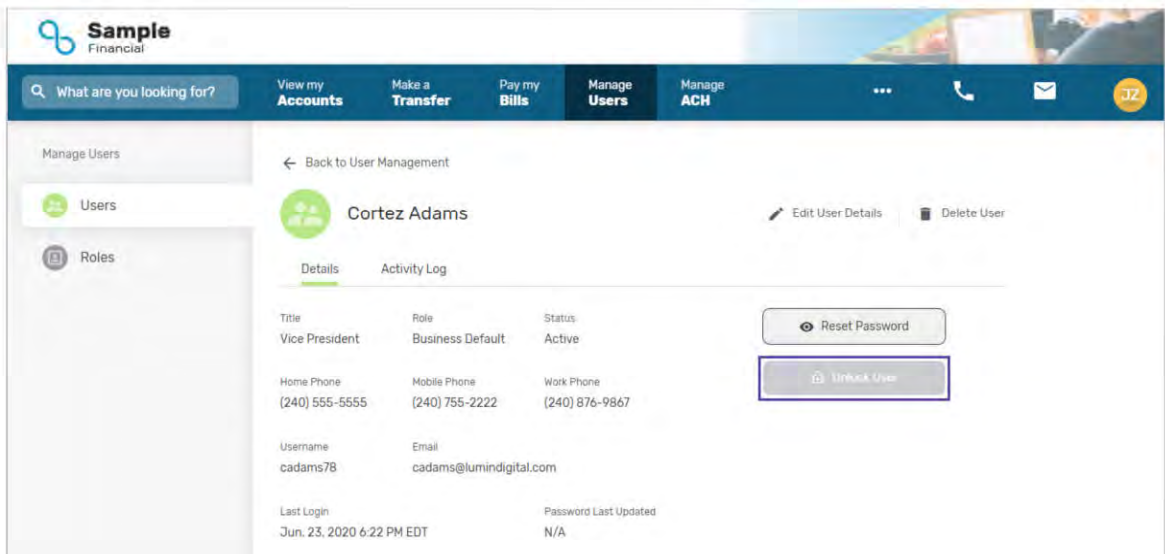 Sample
Financial
What are you looking for?
View my
Accounts
Make a
Transfer
Pay my
Bills
Manage
Users
Manage
ACH
JZ
Manage Users
Users
Roles
Back to User Management
Cortez Adams
Edit User Details
Delete User
Details Activity Log
Title Role Status
Vice President Business Default Active
Reset Password
Unlock User
Home Phone Mobile Phone Work Phone
(240) 555-5555 (240) 755-2222 (240) 876-9867
Username Email
cadams78 cadams@lumindigital.com
Last Login Password Last Updated
Jun. 23, 2020 6:22 PM EDT N/A